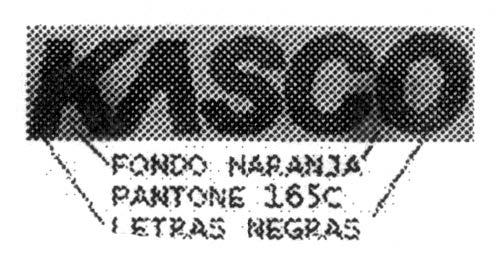 KASCO
FONDO NARANJA
PANTONE 165C
LETRAS NEGRAS